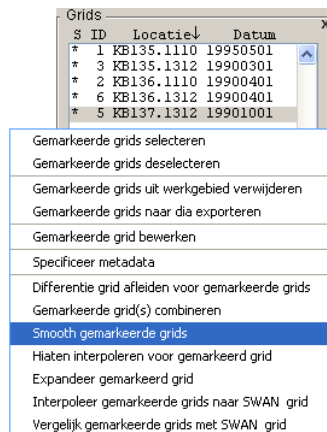 Grids
S ID Locatie↓ Datum
* 1 KB135.1110 19950501
* 3 KB135.1312 19900301
* 2 KB136.1110 19900401
* 6 KB136.1312 19900401
* 5 KB137.1312 19901001
Gemarkeerde grids selecteren
Gemarkeerde grids deselecteren
Gemarkeerde grids uit werkgebied verwijderen
Gemarkeerde grids naar dia exporteren
Gemarkeerde grid bewerken
Specificeer metadata
Differentie grid afleiden voor gemarkeerde grids
Gemarkeerde grid(s) combineren
Smooth gemarkeerde grids
Hiaten interpoleren voor gemarkeerd grid
Expandeer gemarkeerd grid
Interpoleer gemarkeerde grids naar SWAN grid
Vergelijk gemarkeerde grids met SWAN grid